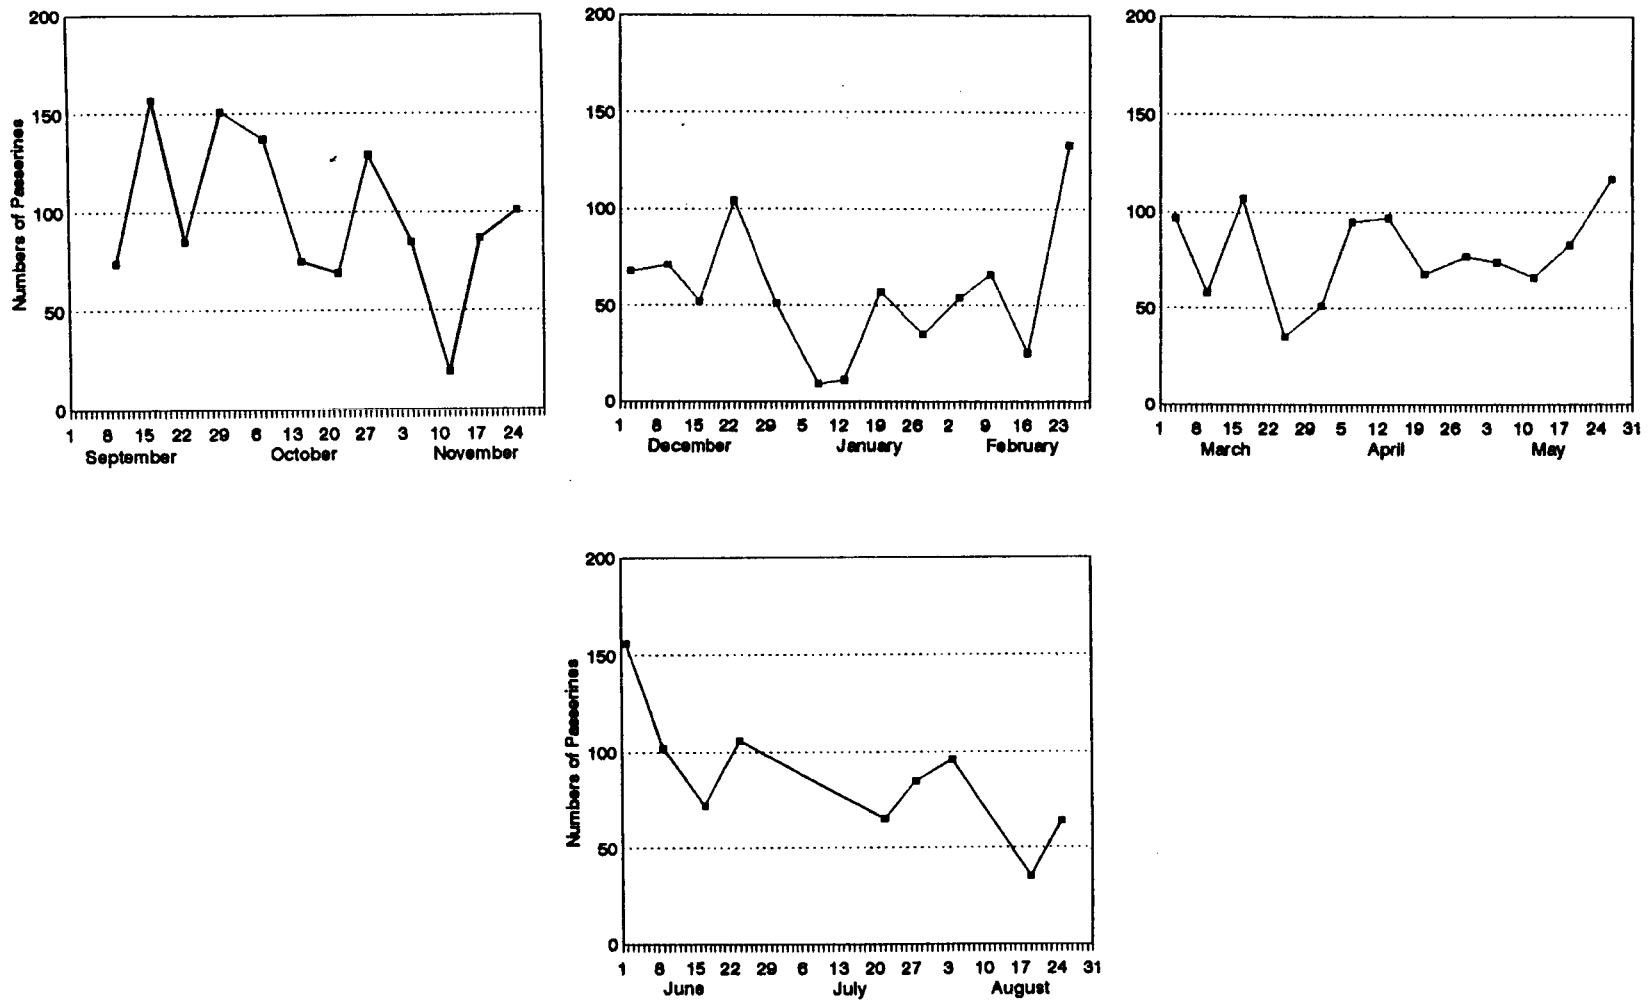 200
150
100
50
0
Numbers of Passerines
1 8 15 22 29 6 13 20 27 3 10 17 24
September October November
200
150
100
50
0
1 8 15 22 29 5 12 19 26 2 9 16 23
December January February
200
150
100
50
0
1 8 15 22 29 5 12 19 26 3 10 17 24 31
March April May
200
150
100
50
0
Numbers of Passerines
1 8 15 22 29 6 13 20 27 3 10 17 24 31
June July August